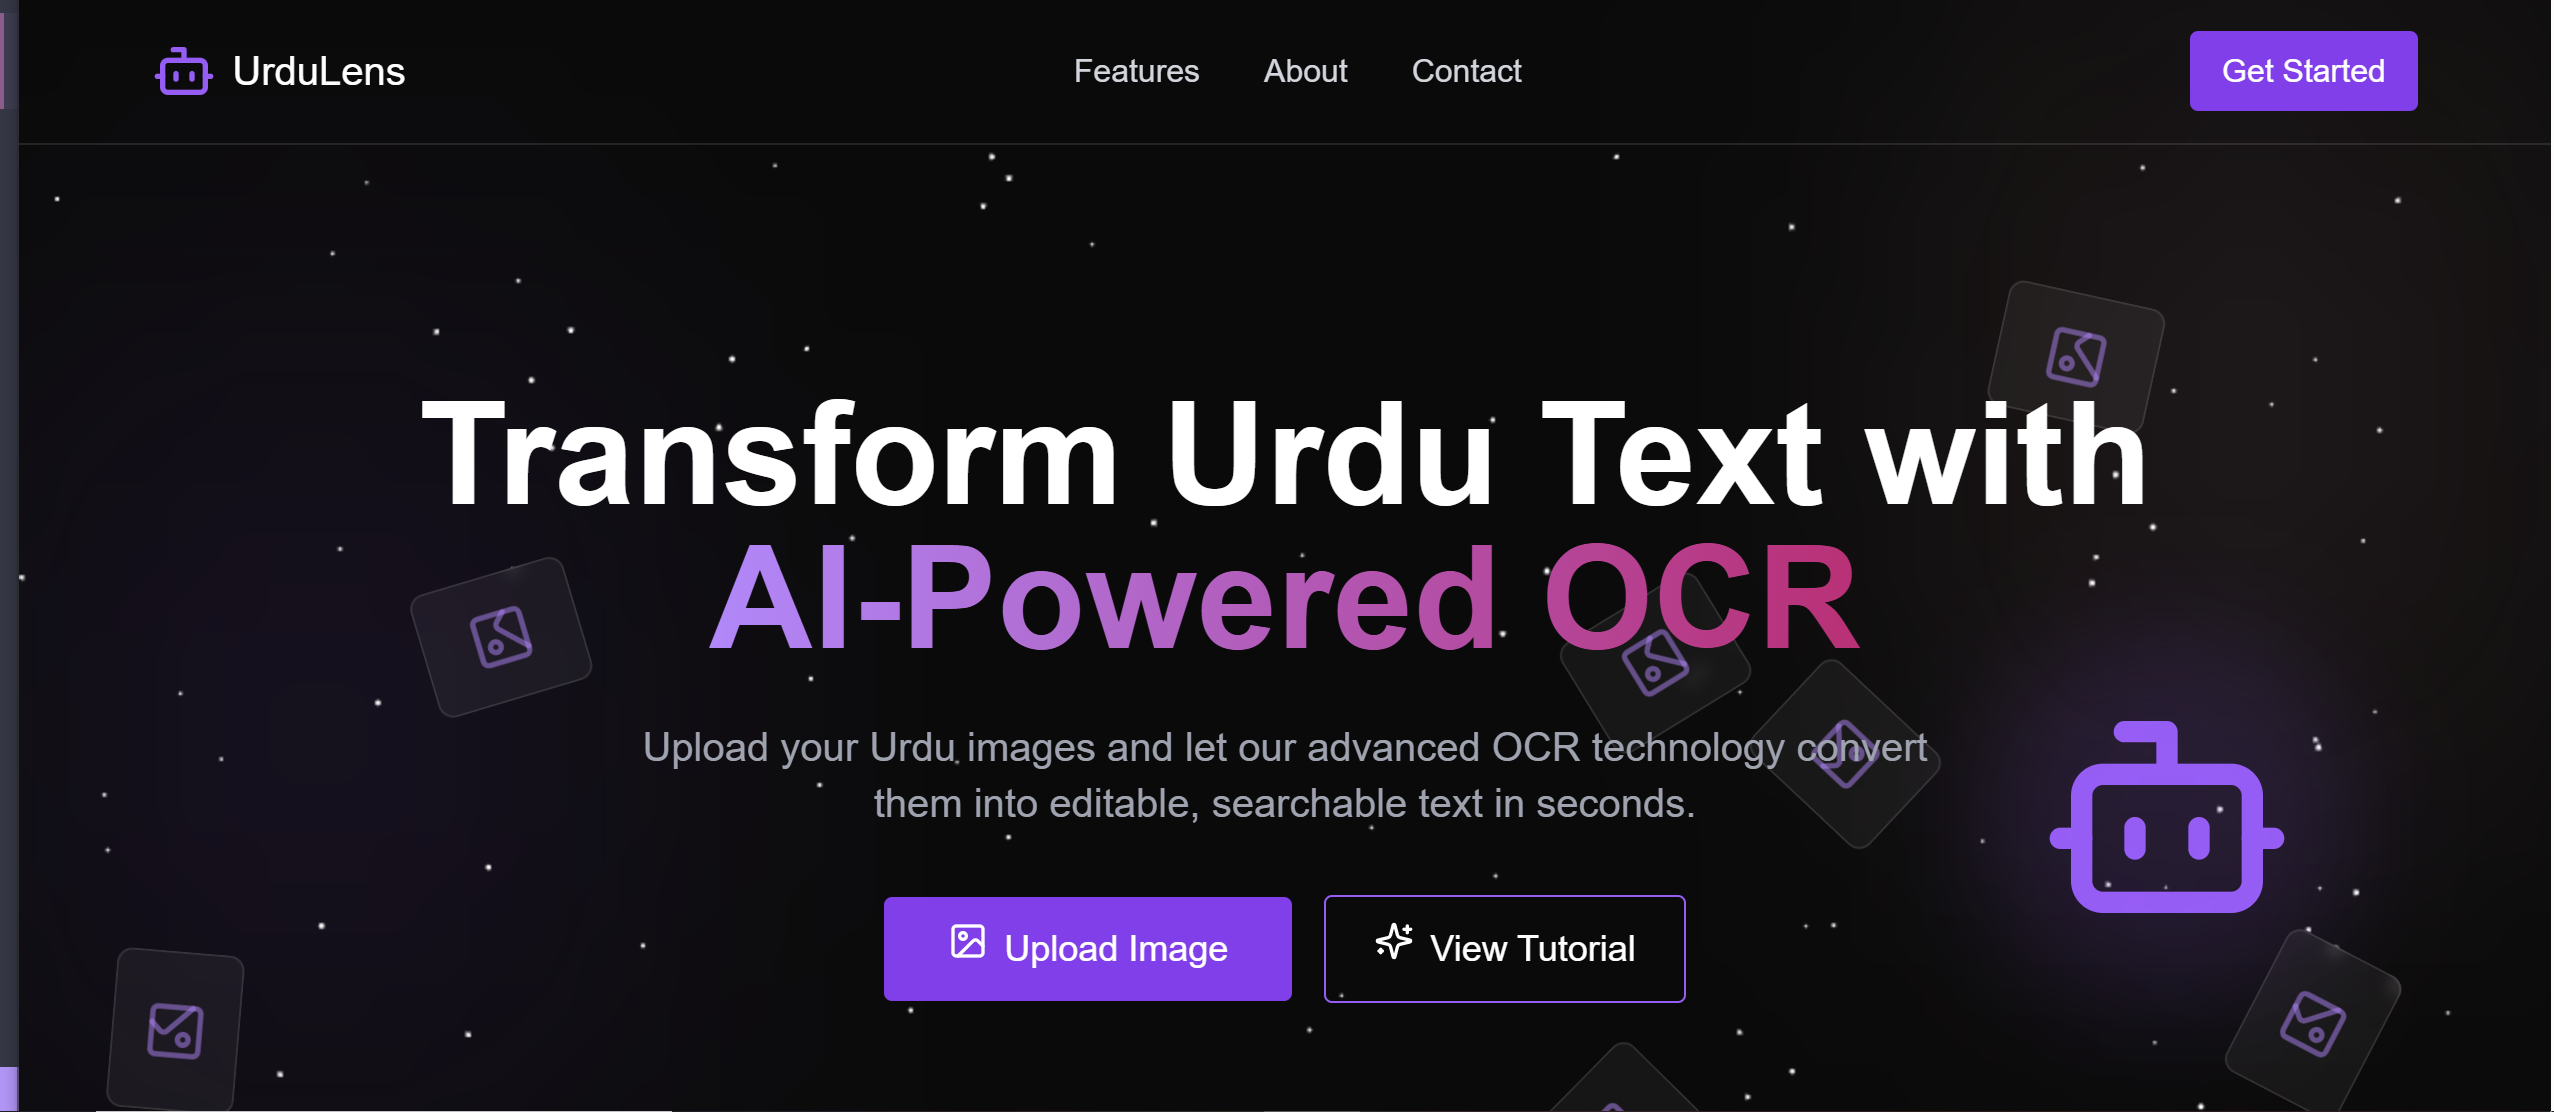 UrduLens
Features
About
Contact
Get Started
Transform Urdu Text with
AI-Powered OCR
Upload your Urdu images and let our advanced OCR technology convert
them into editable, searchable text in seconds.
Upload Image
View Tutorial